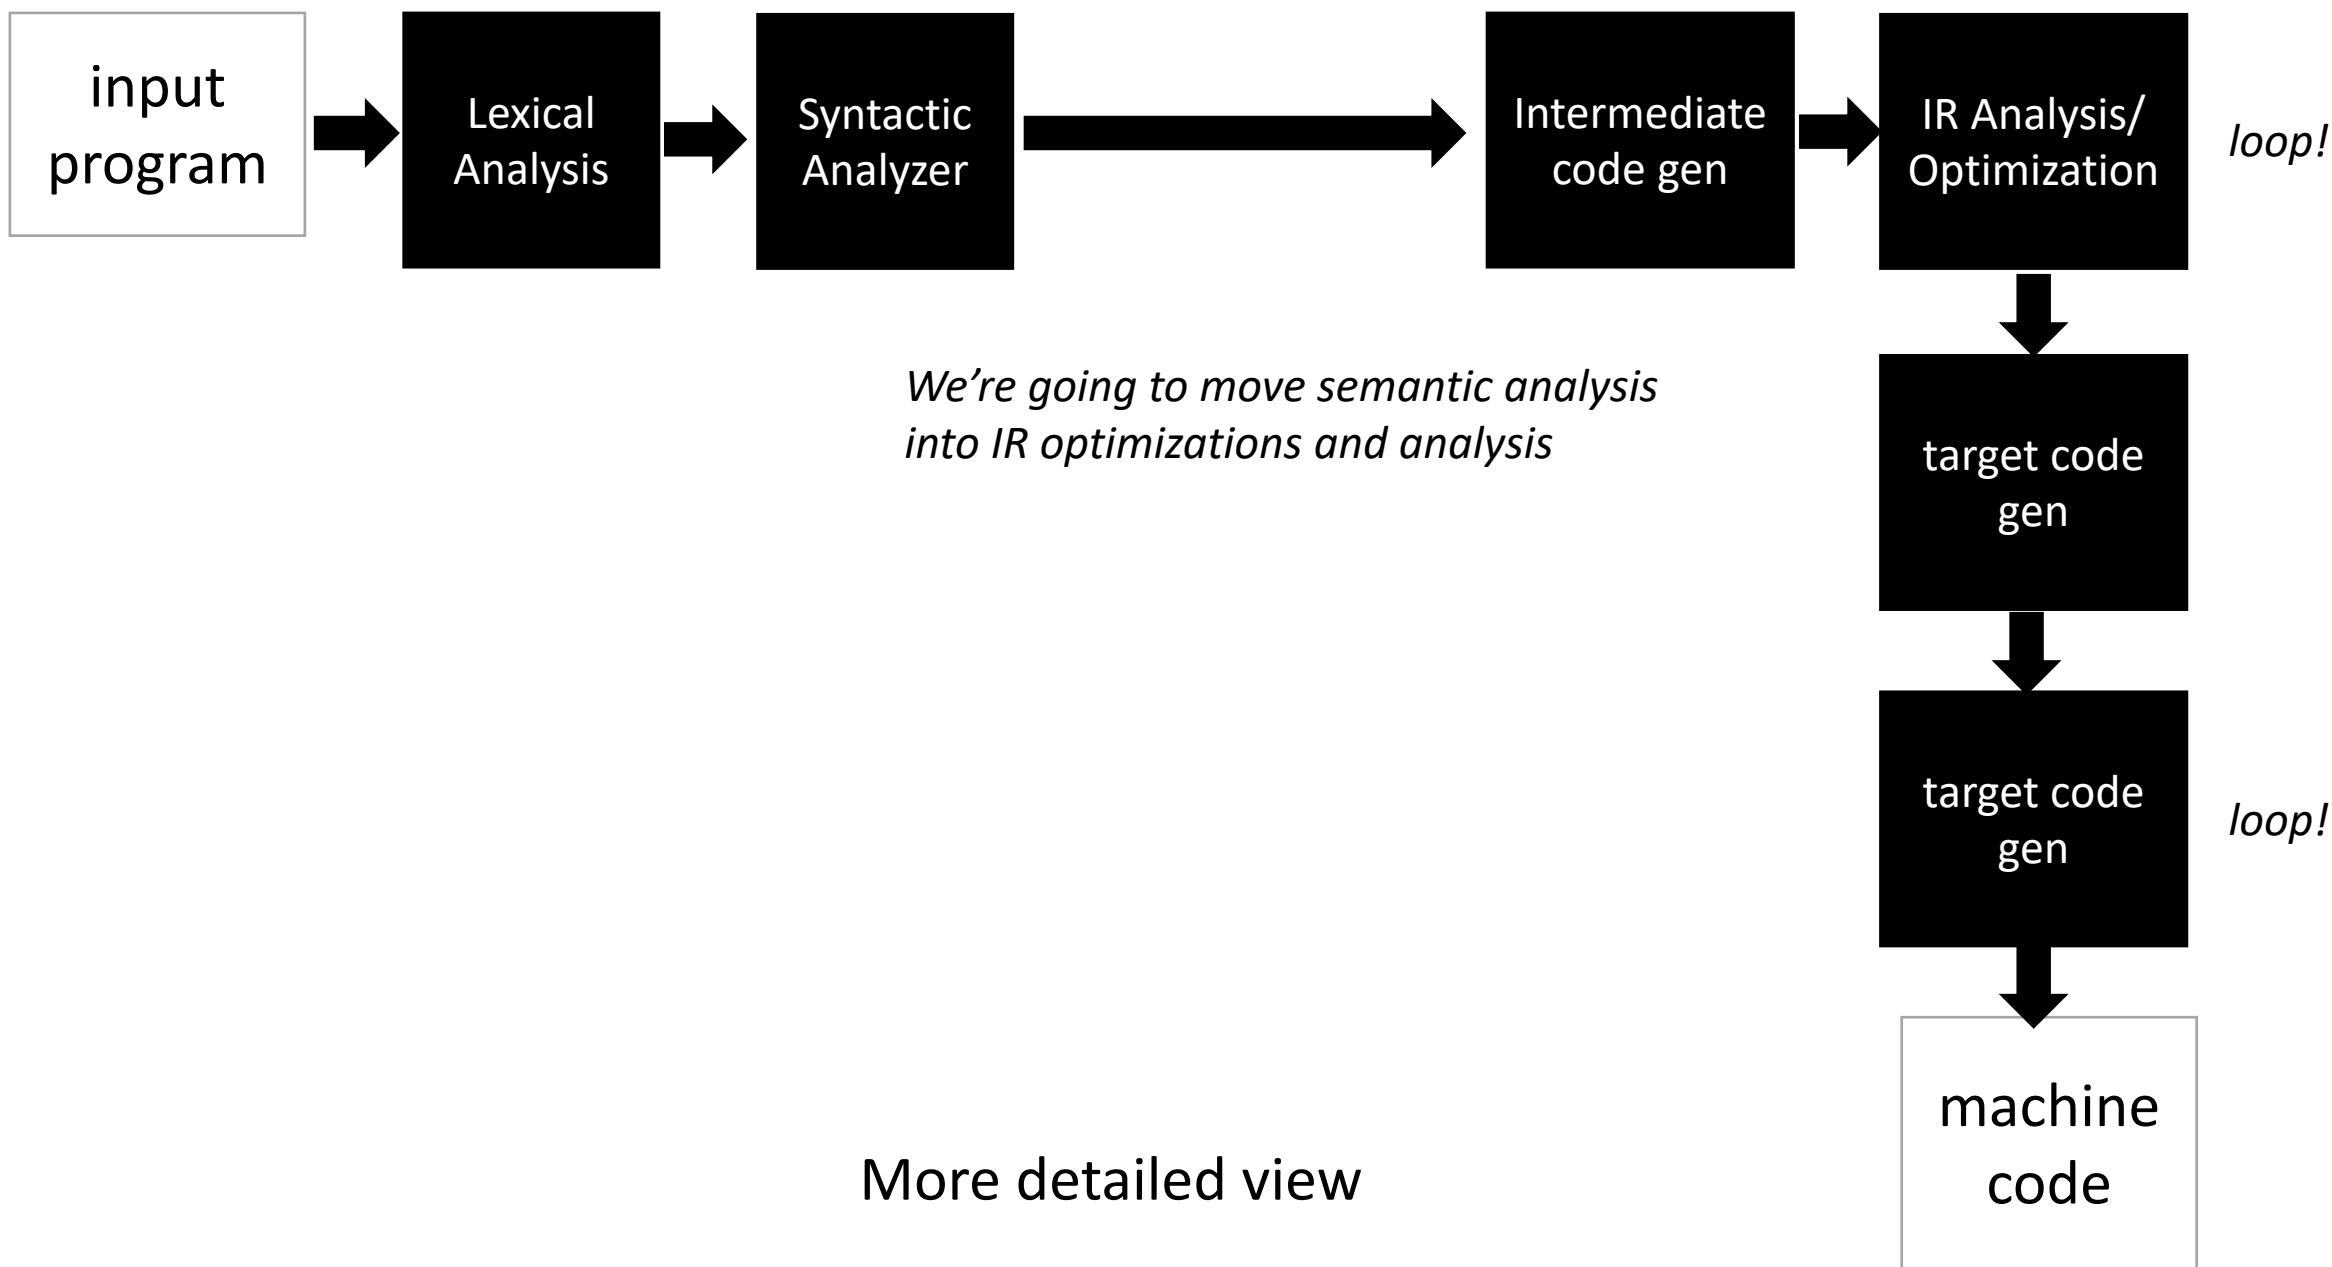 input
program
Lexical
Analysis
Syntactic
Analyzer
Intermediate
code gen
IR Analysis/
Optimization
loop!
We’re going to move semantic analysis
into IR optimizations and analysis
target code
gen
target code
gen
loop!
machine
code
More detailed view